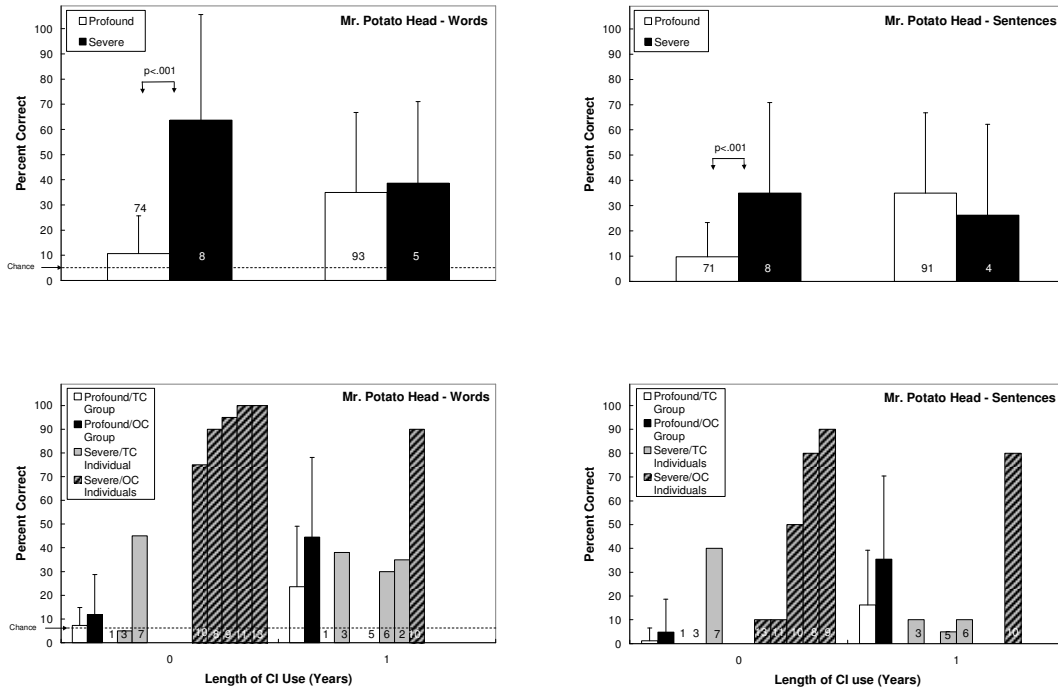 Profound
Severe
Mr. Potato Head - Words
Percent Correct
100
90
80
70
60
50
40
30
20
10
0
Chance
p<.001
74
8
93
5
Profound
Severe
Mr. Potato Head - Sentences
Percent Correct
100
90
80
70
60
50
40
30
20
10
0
p<.001
71
8
91
4
Profound/TC
Group
Profound/OC
Group
Severe/TC
Individual
Severe/OC
Individuals
Mr. Potato Head - Words
Percent Correct
100
90
80
70
60
50
40
30
20
10
0
Chance
1 3 7 10 8 9 11 13 1 3 5 6 2 10
0 1
Length of CI Use (Years)
Profound/TC
Group
Profound/OC
Group
Severe/TC
Individuals
Severe/OC
Individuals
Mr. Potato Head - Sentences
Percent Correct
100
90
80
70
60
50
40
30
20
10
0
1 3 7 13 11 10 8 9 3 5 6 10
0 1
Length of CI Use (Years)